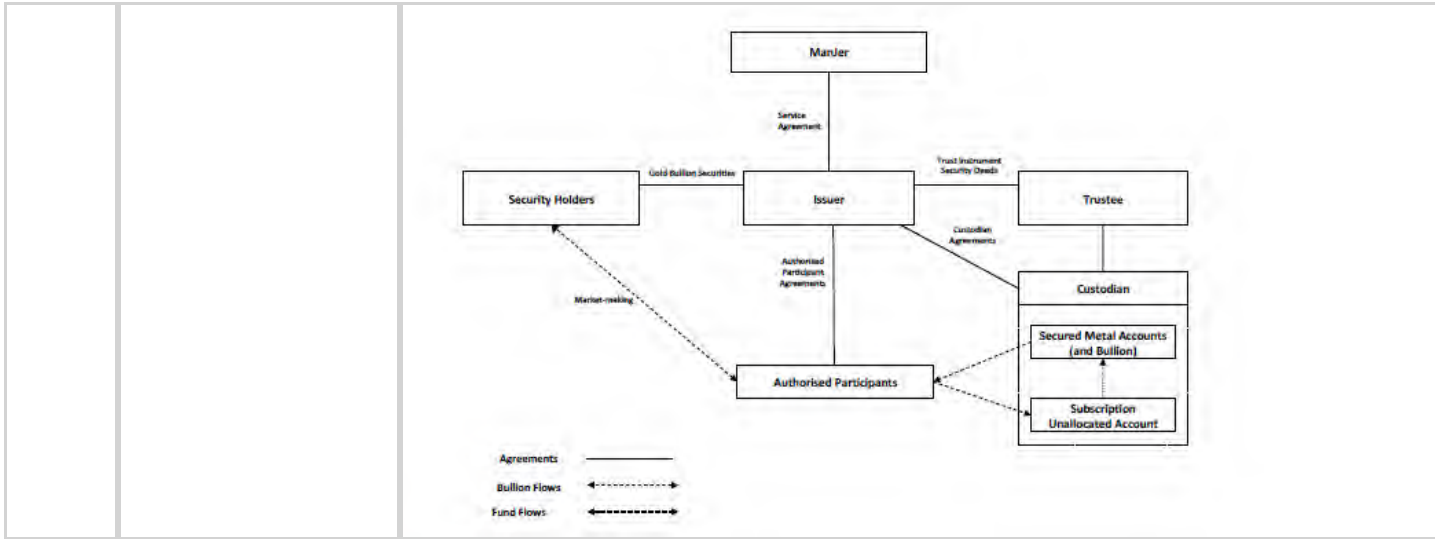 ManJer
Service
Agreement
Trust Instrument
Security Deeds
Gold Bullion Securities
Security Holders
Issuer
Trustee
Custodian
Agreements
Authorised
Participant
Agreements
Custodian
Market-making
Secured Metal Accounts
(and Bullion)
Authorised Participants
Subscription
Unallocated Account
Agreements
Bullion Flows
Fund Flows